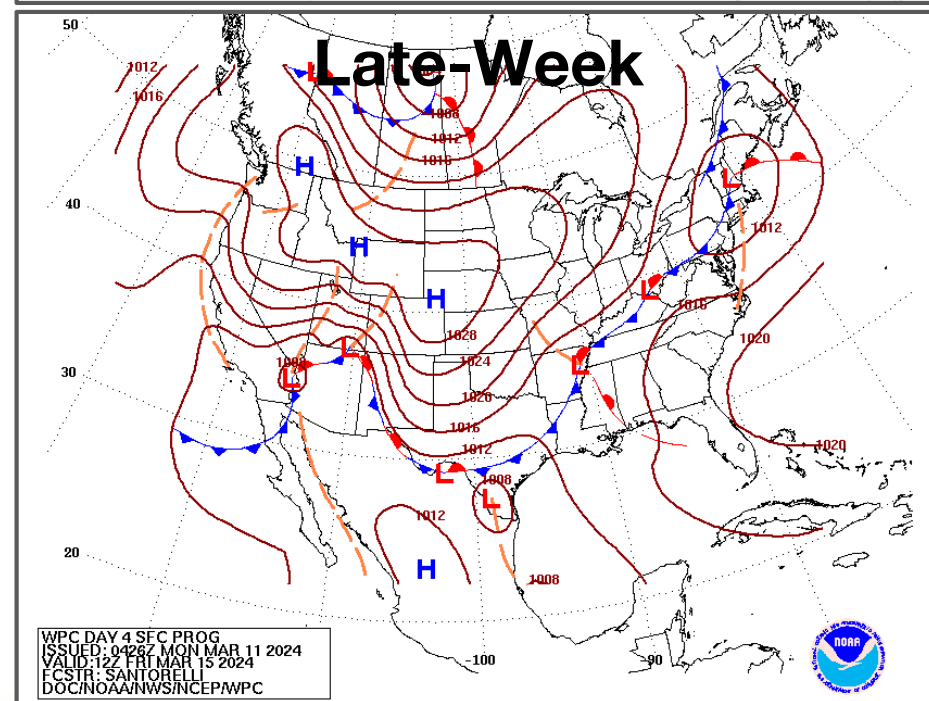 Late-Week
50
1012
1016
L
1008
1012
1016
H
40
L
H
1012
H
L
1016
1028
1020
L
1008
1024
L
L
30
1020
1016
1020
1012
L
1008
L
1012
H
1008
20
-100
-90
WPC DAY 4 SFC PROG
ISSUED: 0426Z MON MAR 11 2024
VALID:12Z FRI MAR 15 2024
FCSTR: SANTORELLI
DOC/NOAA/NWS/NCEP/WPC
NOAA